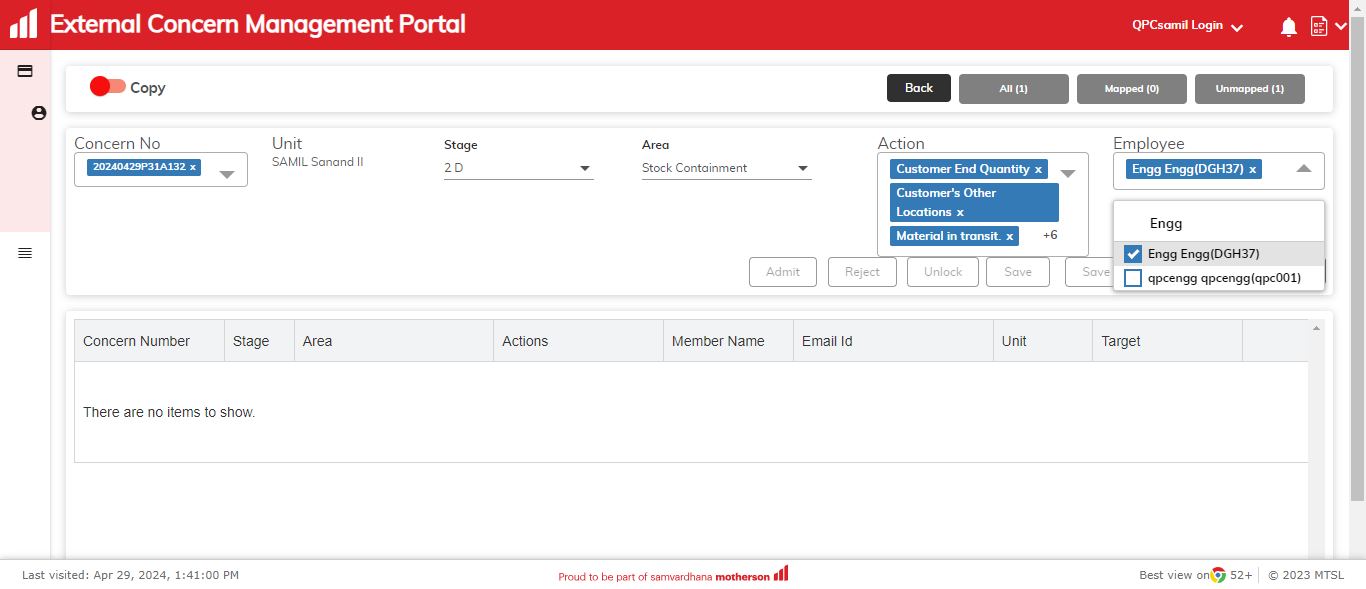 External Concern Management Portal
QPCsamil Login
Copy
Back
All (1)
Mapped (0)
Unmapped (1)
Concern No
20240429P31A132 x
Unit
SAMIL Sanand II
Stage
2 D
Area
Stock Containment
Action
Customer End Quantity x
Customer's Other
Locations x
Material in transit. x
+6
Employee
Engg Engg(DGH37) x
Engg
Engg Engg(DGH37)
qpcengg qpcengg(qpc001)
Admit
Reject
Unlock
Save
Save
Concern Number
Stage
Area
Actions
Member Name
Email Id
Unit
Target
There are no items to show.
Last visited: Apr 29, 2024, 1:41:00 PM
Proud to be part of samvardhana motherson
Best view on 52+
© 2023 MTSL